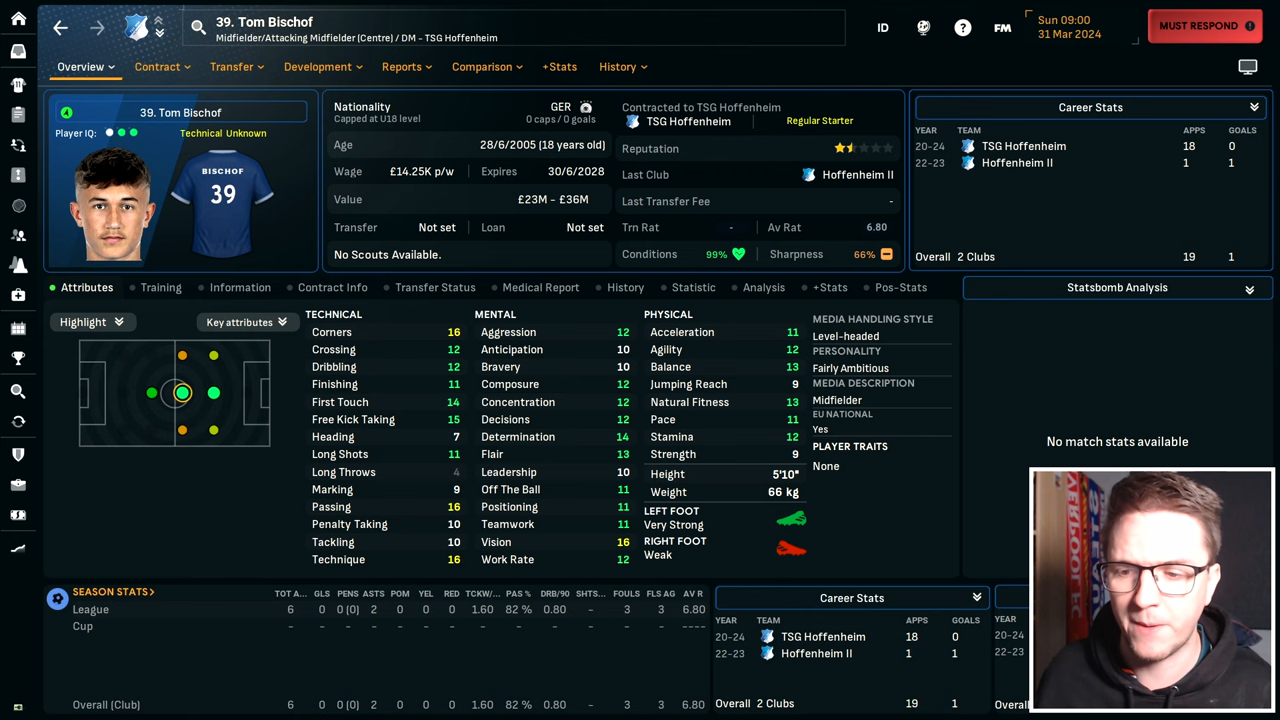 39. Tom Bischof
Midfielder/Attacking Midfielder (Centre) / DM - TSG Hoffenheim
ID
FM
Sun 09:00
31 Mar 2024
MUST RESPOND
Overview
Contract
Transfer
Development
Reports
Comparison
+Stats
History
39. Tom Bischof
Player IQ:
Technical Unknown
BISCHOF
39
Nationality
Capped at U18 level
GER
0 caps / 0 goals
Age 28/6/2005 (18 years old)
Wage £14.25K p/w Expires 30/6/2028
Value £23M - £36M
Transfer Not set Loan Not set
No Scouts Available.
Contracted to TSG Hoffenheim
TSG Hoffenheim Regular Starter
Reputation
Last Club Hoffenheim II
Last Transfer Fee -
Trn Rat - Av Rat 6.80
Conditions 99% Sharpness 66%
Career Stats
YEAR TEAM APPS GOALS
20-24 TSG Hoffenheim 18 0
22-23 Hoffenheim II 1 1
Overall 2 Clubs 19 1
Attributes
Training
Information
Contract Info
Transfer Status
Medical Report
History
Statistic
Analysis
+Stats
Pos-Stats
Statsbomb Analysis
No match stats available
Highlight
Key attributes
TECHNICAL
Corners 16
Crossing 12
Dribbling 12
Finishing 11
First Touch 14
Free Kick Taking 15
Heading 7
Long Shots 11
Long Throws 4
Marking 9
Passing 16
Penalty Taking 10
Tackling 10
Technique 16
MENTAL
Aggression 12
Anticipation 10
Bravery 10
Composure 12
Concentration 12
Decisions 12
Determination 14
Flair 13
Leadership 10
Off The Ball 11
Positioning 11
Teamwork 11
Vision 16
Work Rate 12
PHYSICAL
Acceleration 11
Agility 12
Balance 13
Jumping Reach 9
Natural Fitness 13
Pace 11
Stamina 12
Strength 9
Height 5'10"
Weight 66 kg
LEFT FOOT
Very Strong
RIGHT FOOT
Weak
MEDIA HANDLING STYLE
Level-headed
PERSONALITY
Fairly Ambitious
MEDIA DESCRIPTION
Midfielder
EU NATIONAL
Yes
PLAYER TRAITS
None
SEASON STATS> TOT A... GLS PENS ASTS POM YEL RED TCKW/... PAS % DRB/90 SHTS... FOULS FLS AG AV R
League 6 0 0 (0) 2 0 0 0 1.60 82 % 0.80 - 3 3 6.80
Cup - - - - - - - - - - - - - ----
Overall (Club) 6 0 0 (0) 2 0 0 0 1.60 82 % 0.80 - 3 3 6.80
Career Stats
YEAR TEAM APPS GOALS
20-24 TSG Hoffenheim 18 0
22-23 Hoffenheim II 1 1
Overall 2 Clubs 19 1
YEAR
20-24
22-23
Overall